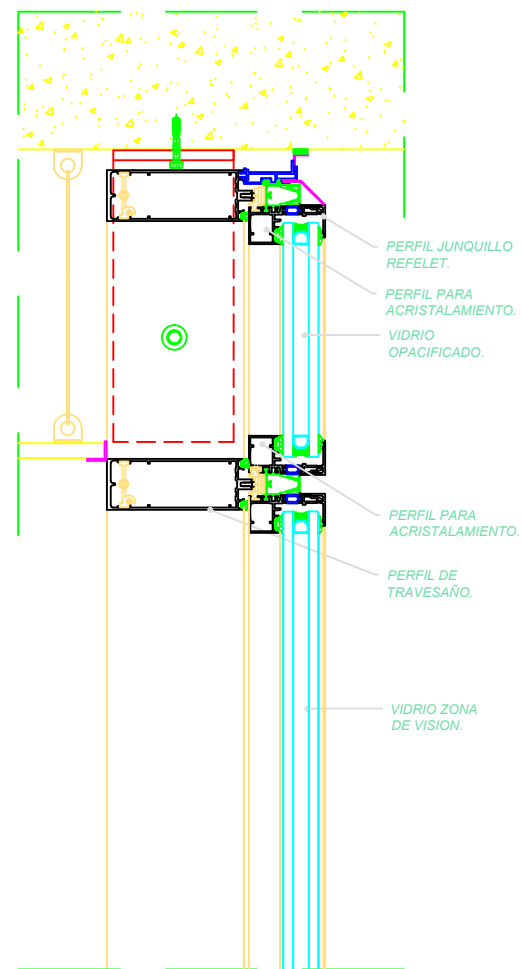 PERFIL JUNQUILLO
REFELET.
PERFIL PARA
ACRISTALAMIENTO.
VIDRIO
OPACIFICADO.
PERFIL PARA
ACRISTALAMIENTO.
PERFIL DE
TRAVESAÑO.
VIDRIO ZONA
DE VISION.